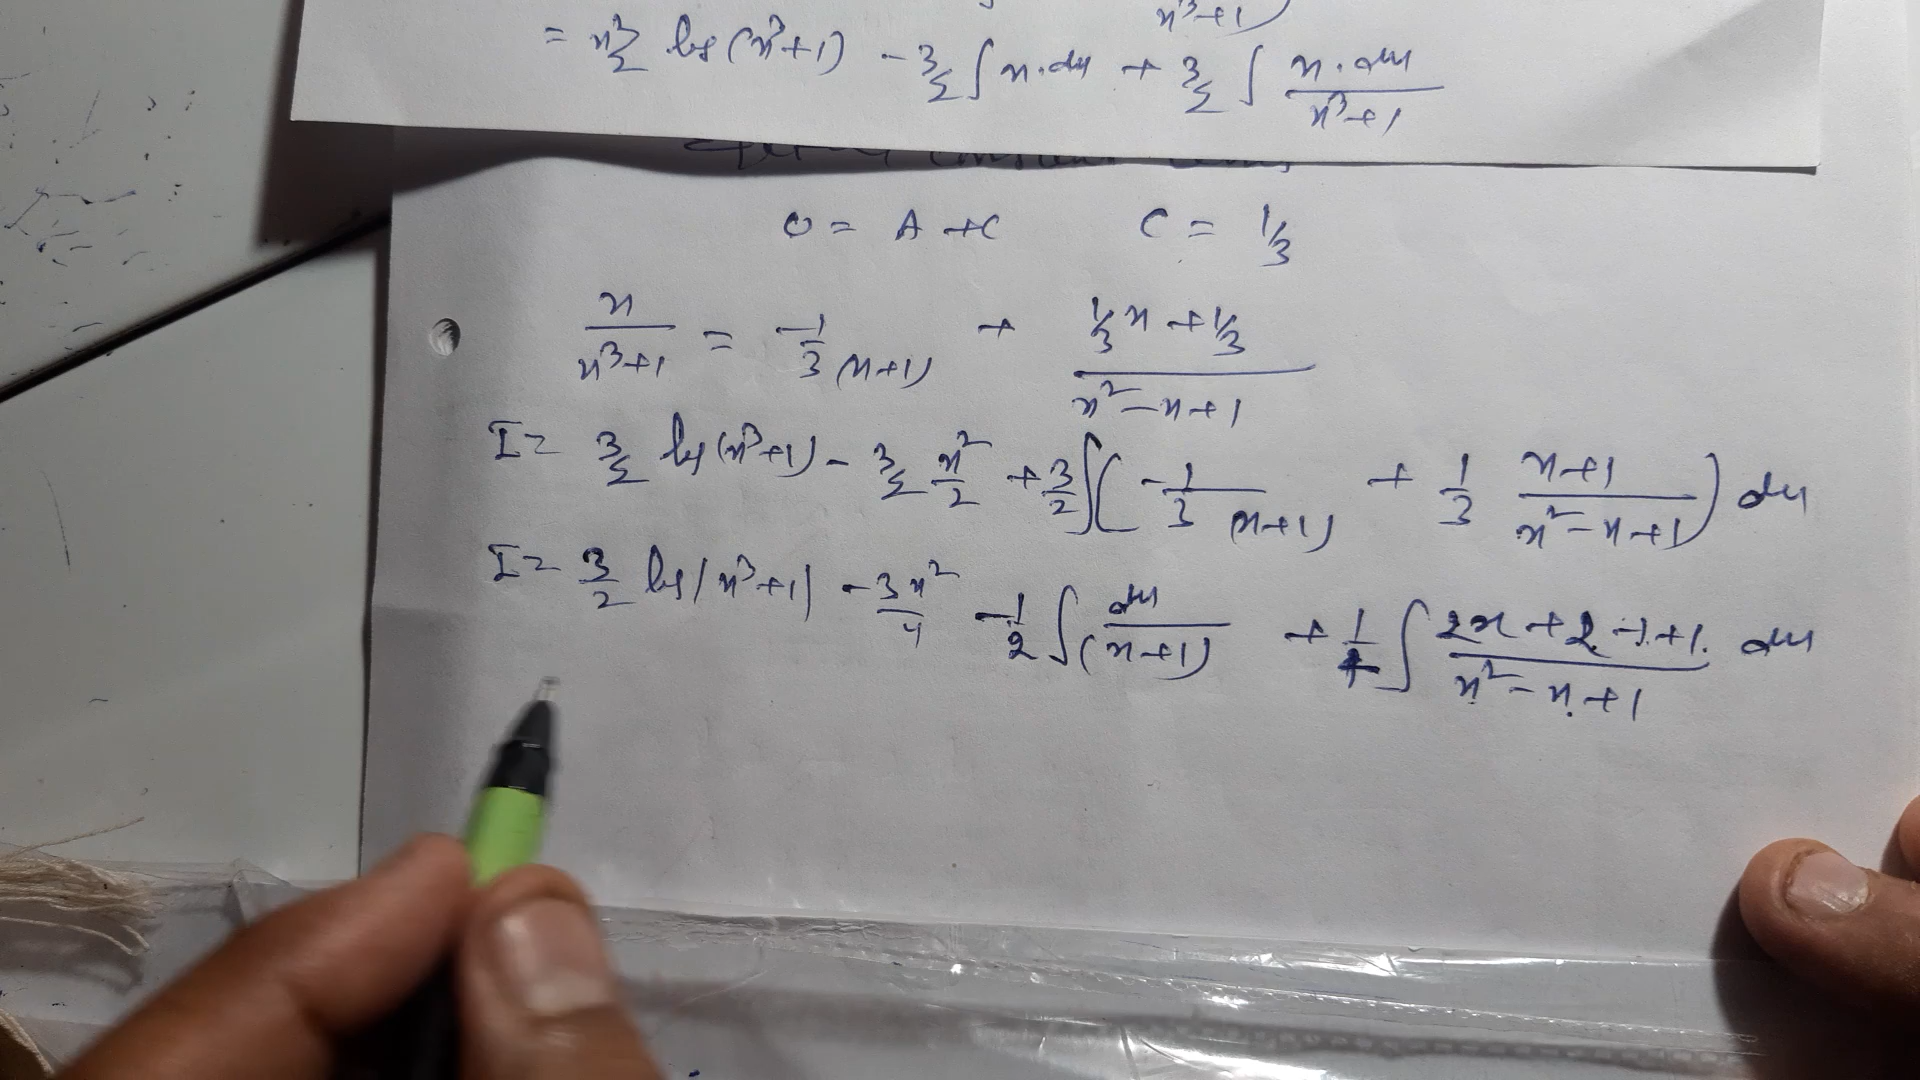 x³+1)
= x²/2 log(x³+1) - 3/2 ∫ x.dx + 3/2 ∫ x.dx/(x³+1)
0 = A + C C = 1/3
x/(x³+1) = -1/3(x+1) + (1/3 x + 1/3)/(x²-x+1)
I = 3/2 log(x³+1) - 3/2 x²/2 + 3/2 ∫( -1/3(x+1) + 1/3 (x+1)/(x²-x+1) ) dx
I = 3/2 log|x³+1| - 3x²/4 - 1/2 ∫ dx/(x+1) + 1/4 ∫ (2x+2-1+1)/(x²-x+1) dx